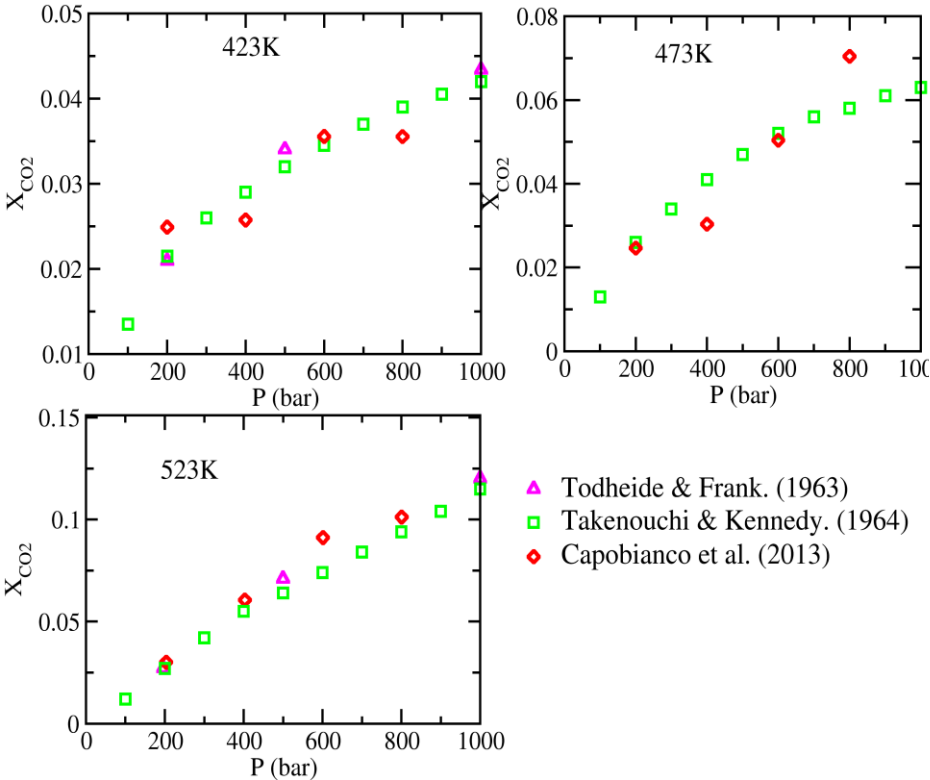 0.05
423K
0.04
0.03
0.02
0.01
X_CO2
0 200 400 600 800 1000
P (bar)
0.08
473K
0.06
0.04
0.02
0
X_CO2
0 200 400 600 800 100
P (bar)
0.15
523K
0.1
0.05
0
X_CO2
0 200 400 600 800 1000
P (bar)
Todheide & Frank. (1963)
Takenouchi & Kennedy. (1964)
Capobianco et al. (2013)